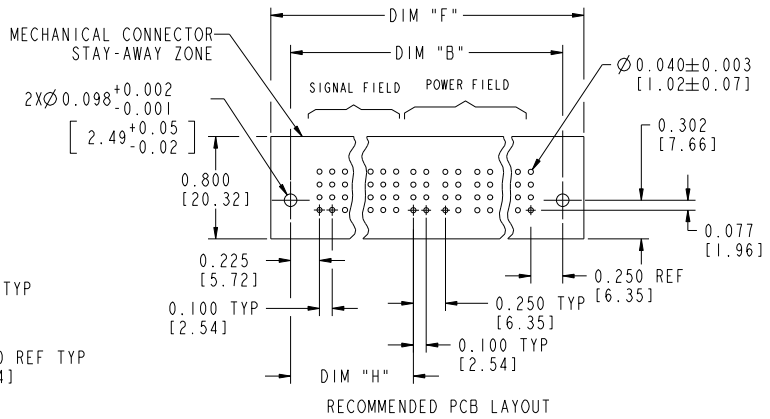 DIM "F"
MECHANICAL CONNECTOR
STAY-AWAY ZONE
DIM "B"
SIGNAL FIELD
POWER FIELD
Ø0.040±0.003
[1.02±0.07]
2XØ0.098+0.002
-0.001
[2.49+0.05
-0.02]
0.302
[7.66]
0.800
[20.32]
0.077
[1.96]
0.225
[5.72]
0.250 REF
[6.35]
TYP
0.100 TYP
[2.54]
0.250 TYP
[6.35]
0.100 TYP
[2.54]
REF TYP
DIM "H"
RECOMMENDED PCB LAYOUT